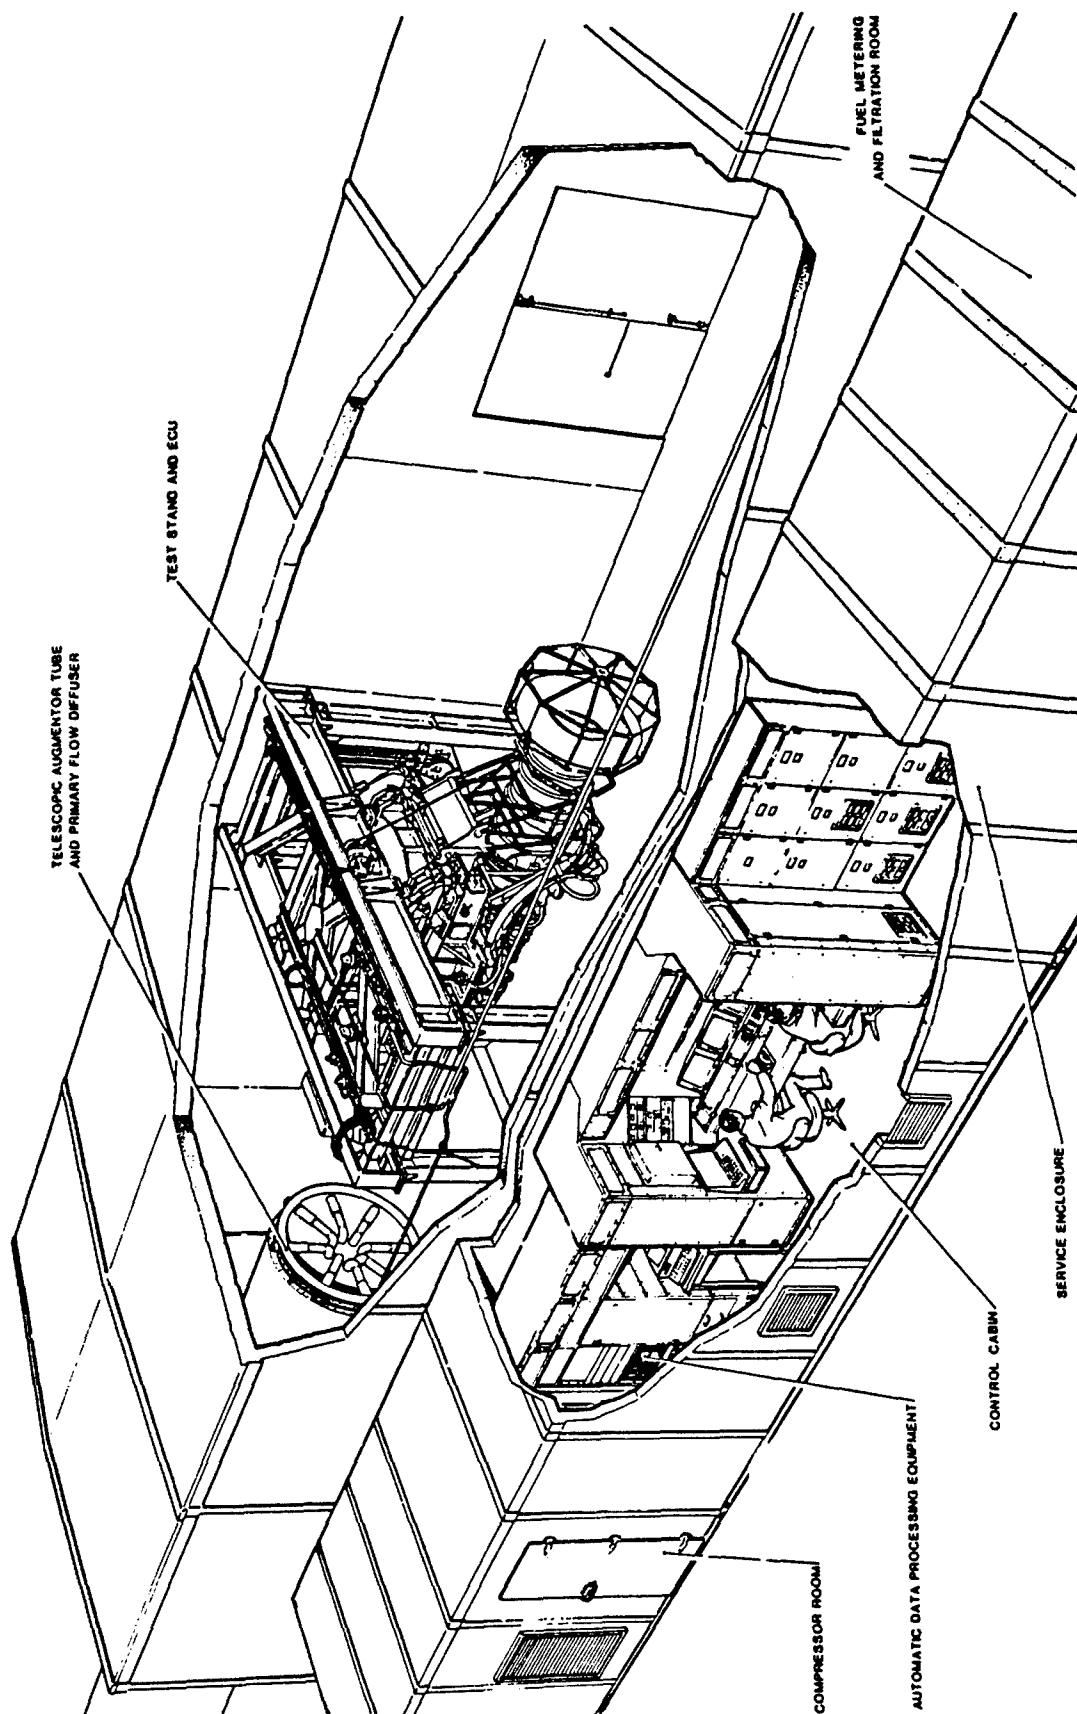 TELESCOPIC AUGMENTOR TUBE
AND PRIMARY FLOW DIFFUSER
TEST STAND AND ECU
FUEL METERING
AND FILTRATION ROOM
COMPRESSOR ROOM
AUTOMATIC DATA PROCESSING EQUIPMENT
CONTROL CABIN
SERVICE ENCLOSURE